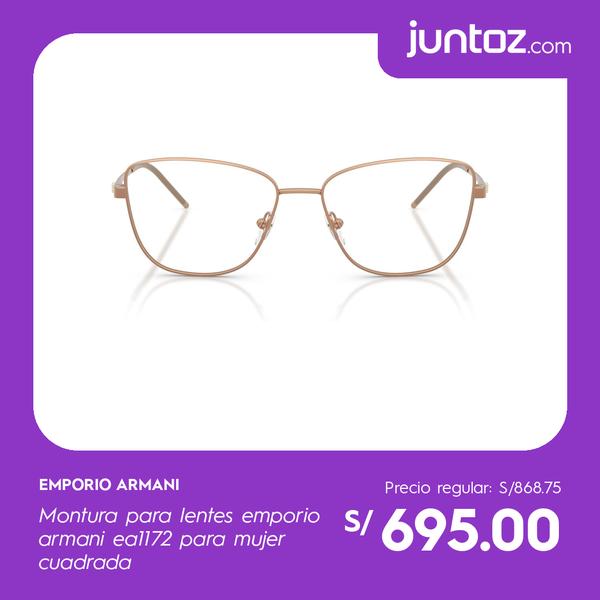 juntoz.com
EMPORIO ARMANI
Montura para lentes emporio
armani ea1172 para mujer
cuadrada
Precio regular: S/868.75
S/ 695.00